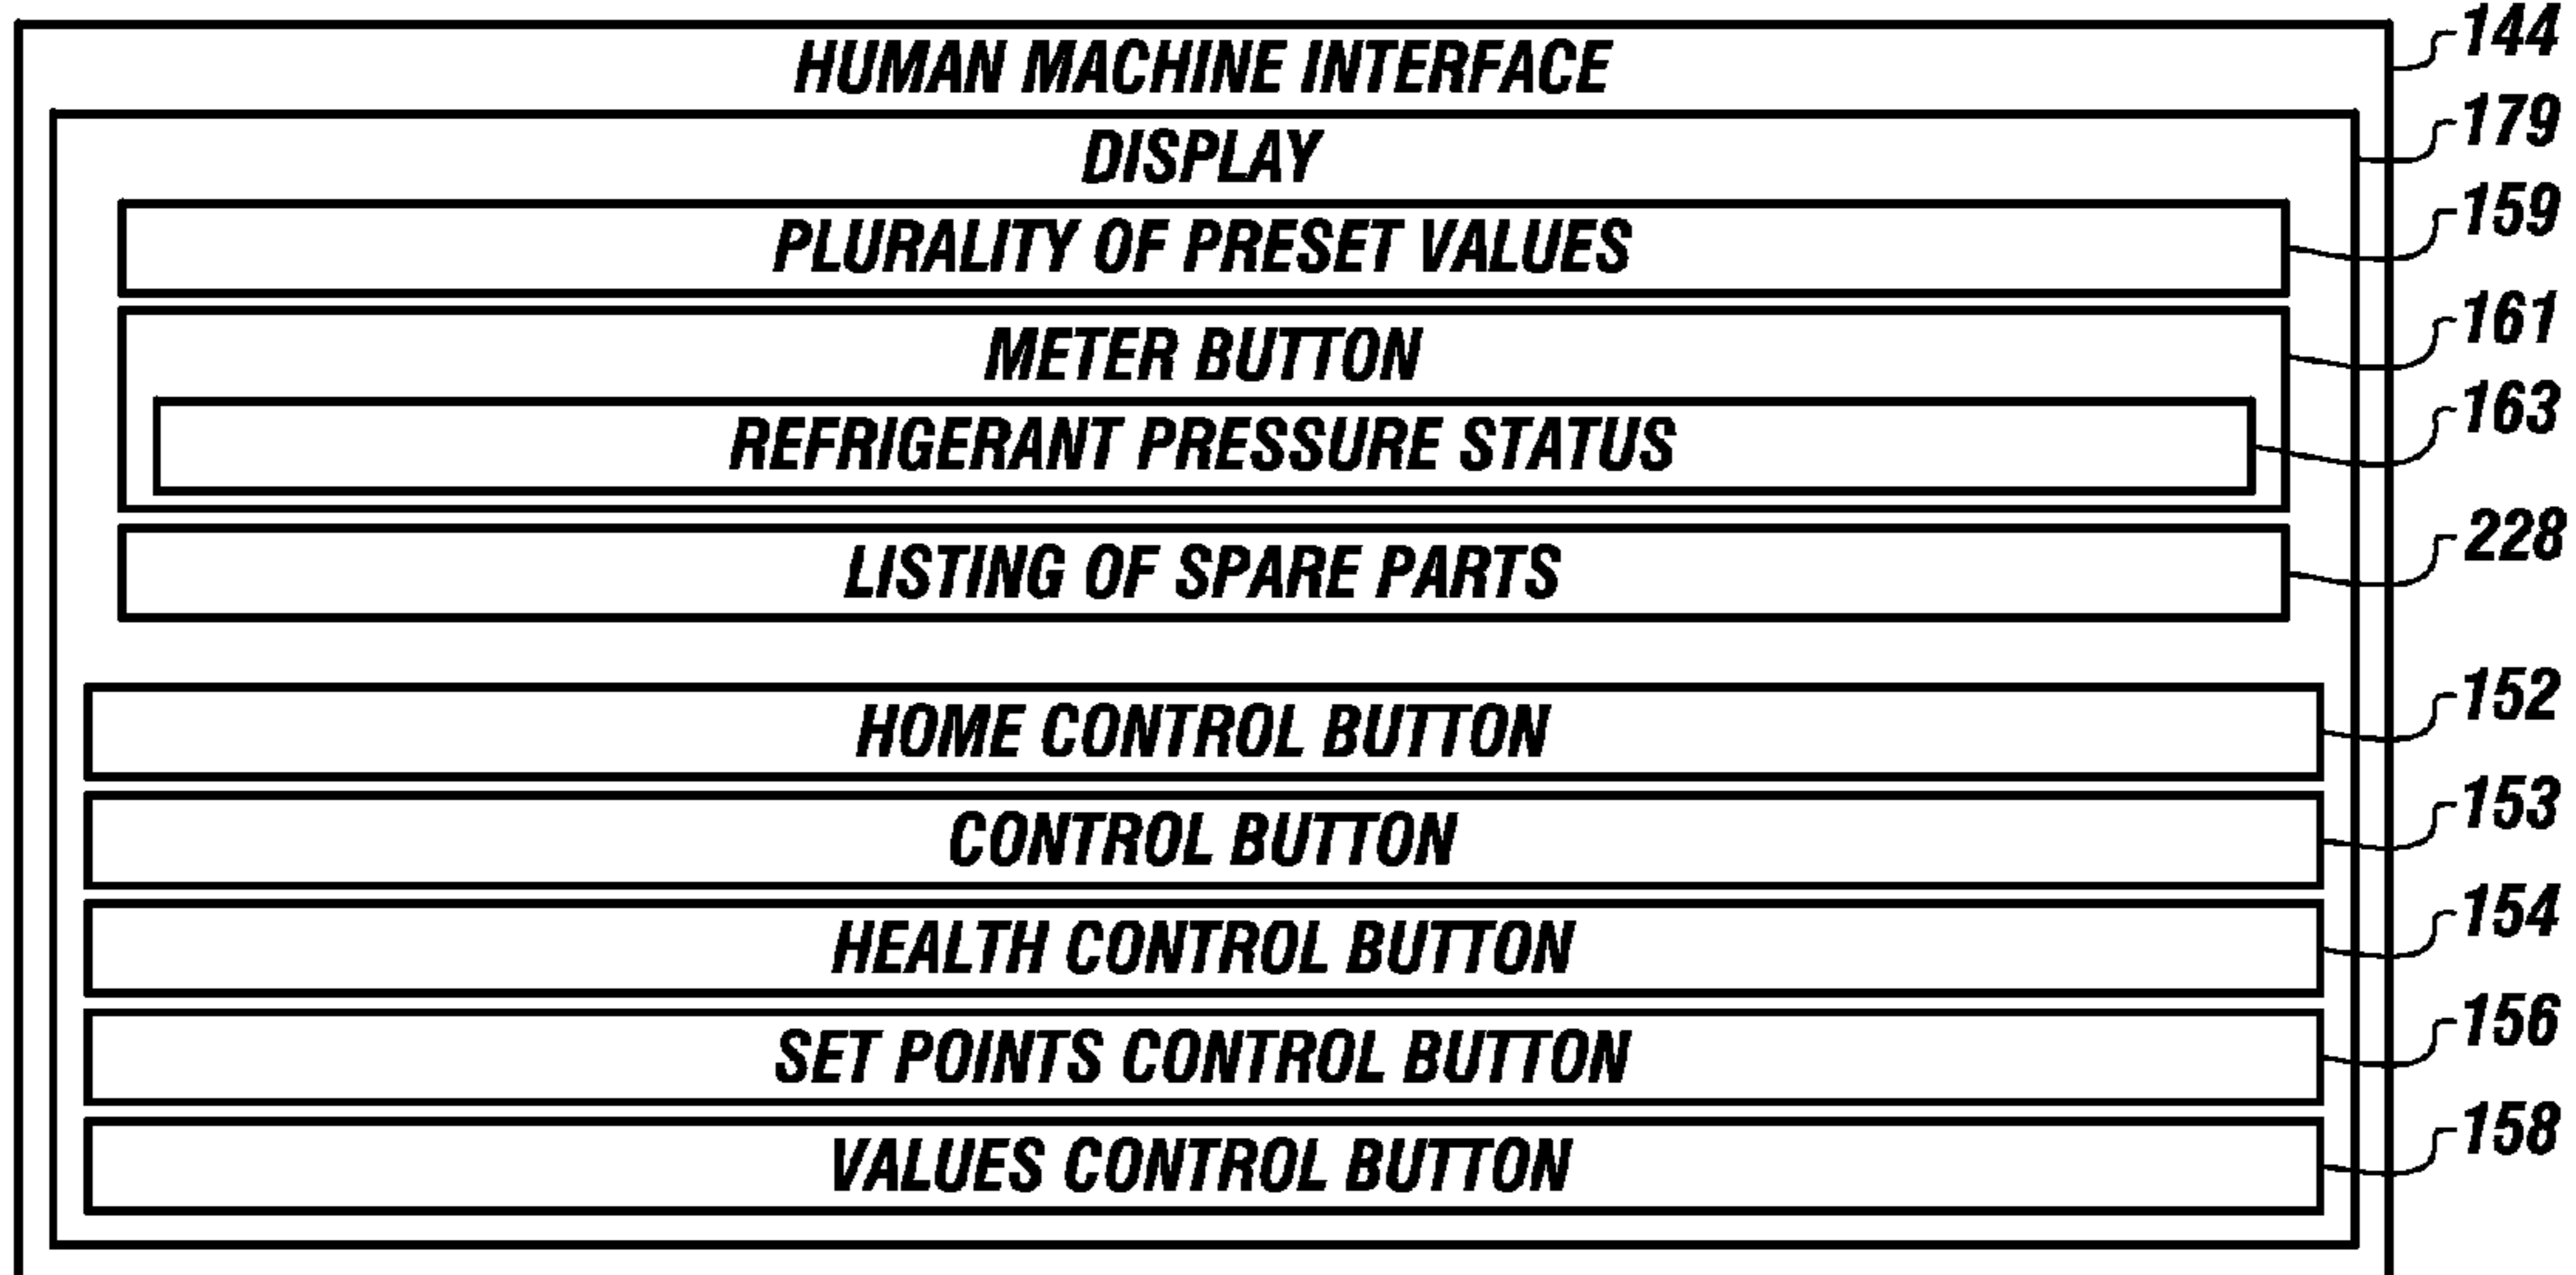 HUMAN MACHINE INTERFACE 144
DISPLAY 179
PLURALITY OF PRESET VALUES 159
METER BUTTON 161
REFRIGERANT PRESSURE STATUS 163
LISTING OF SPARE PARTS 228
HOME CONTROL BUTTON 152
CONTROL BUTTON 153
HEALTH CONTROL BUTTON 154
SET POINTS CONTROL BUTTON 156
VALUES CONTROL BUTTON 158